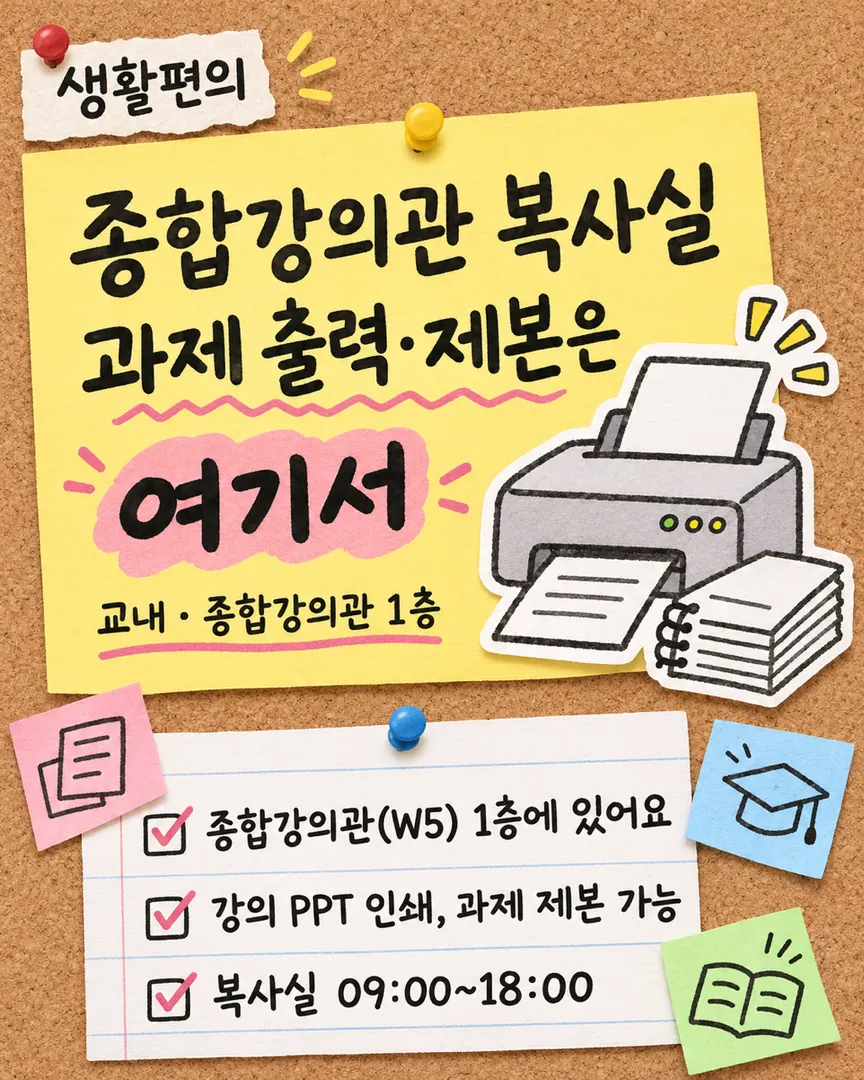 생활편의
종합강의관 복사실
과제 출력·제본은
여기서
교내 · 종합강의관 1층
종합강의관(W5) 1층에 있어요
강의 PPT 인쇄, 과제 제본 가능
복사실 09:00~18:00